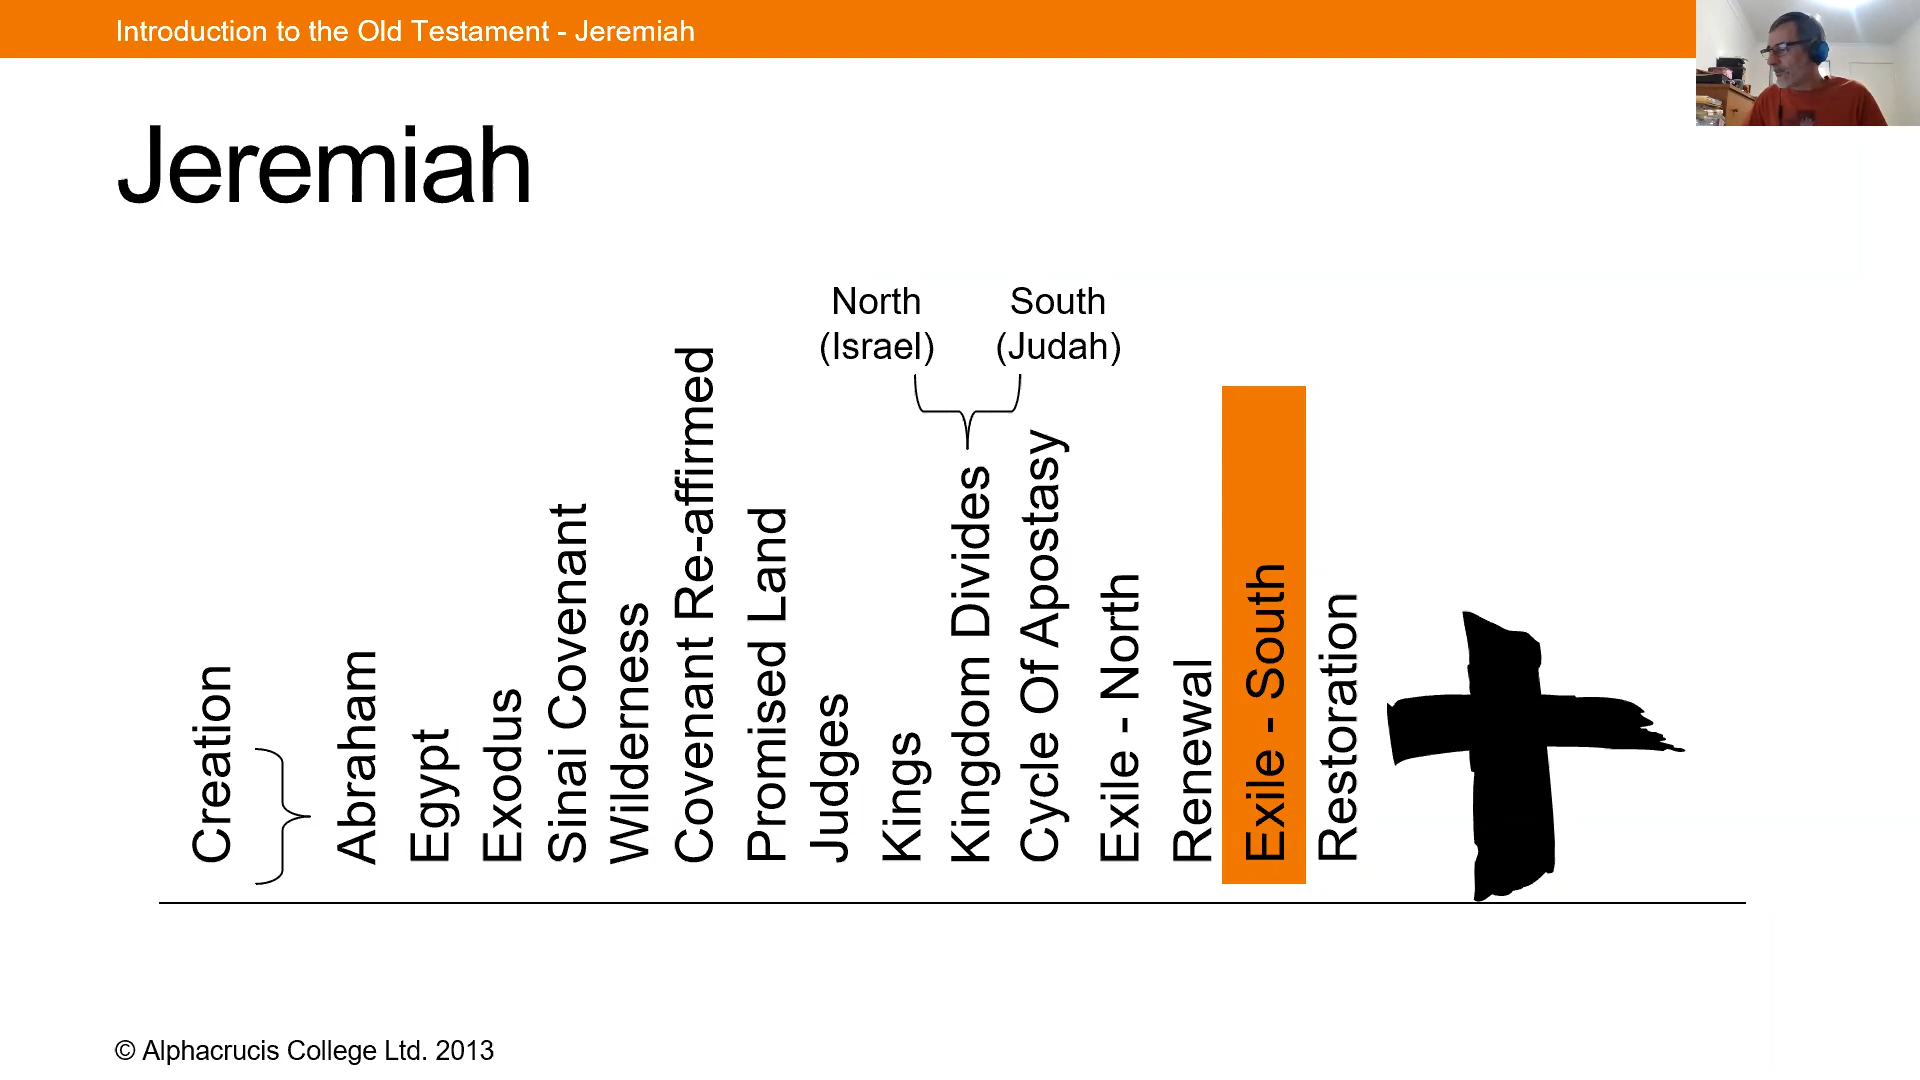 Introduction to the Old Testament - Jeremiah
Jeremiah
North
(Israel)
South
(Judah)
Creation
Abraham
Egypt
Exodus
Sinai Covenant
Wilderness
Covenant Re-affirmed
Promised Land
Judges
Kings
Kingdom Divides
Cycle Of Apostasy
Exile - North
Renewal
Exile - South
Restoration
© Alphacrucis College Ltd. 2013